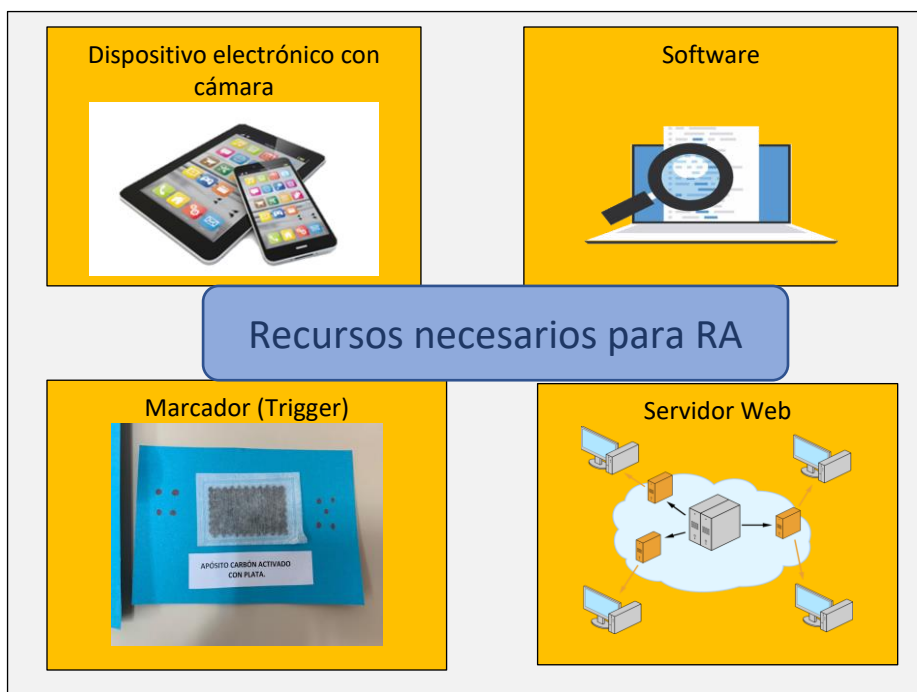 Dispositivo electrónico con
cámara
Software
Recursos necesarios para RA
Marcador (Trigger)
APÓSITO CARBÓN ACTIVADO
CON PLATA.
Servidor Web